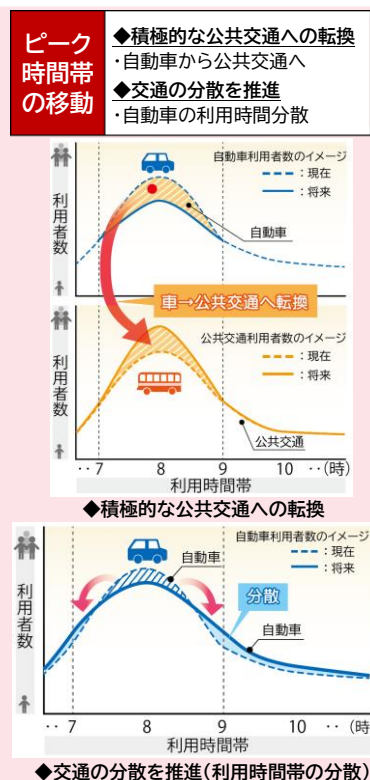 ピーク
時間帯
の移動
◆積極的な公共交通への転換
・自動車から公共交通へ
◆交通の分散を推進
・自動車の利用時間分散
自動車利用者数のイメージ
：現在
：将来
利用者数
自動車
車→公共交通へ転換
公共交通利用者数のイメージ
：現在
：将来
利用者数
公共交通
‥7 8 9 10 ‥(時)
利用時間帯
◆積極的な公共交通への転換
自動車利用者数のイメージ
：現在
：将来
自動車
利用者数
分散
自動車
‥ 7 8 9 10 ‥ (時
利用時間帯
◆交通の分散を推進(利用時間帯の分散)